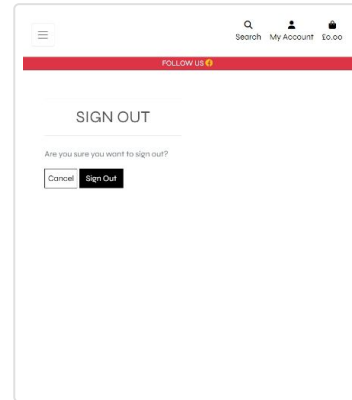 Search My Account £0.00
FOLLOW US
SIGN OUT
Are you sure you want to sign out?
Cancel Sign Out